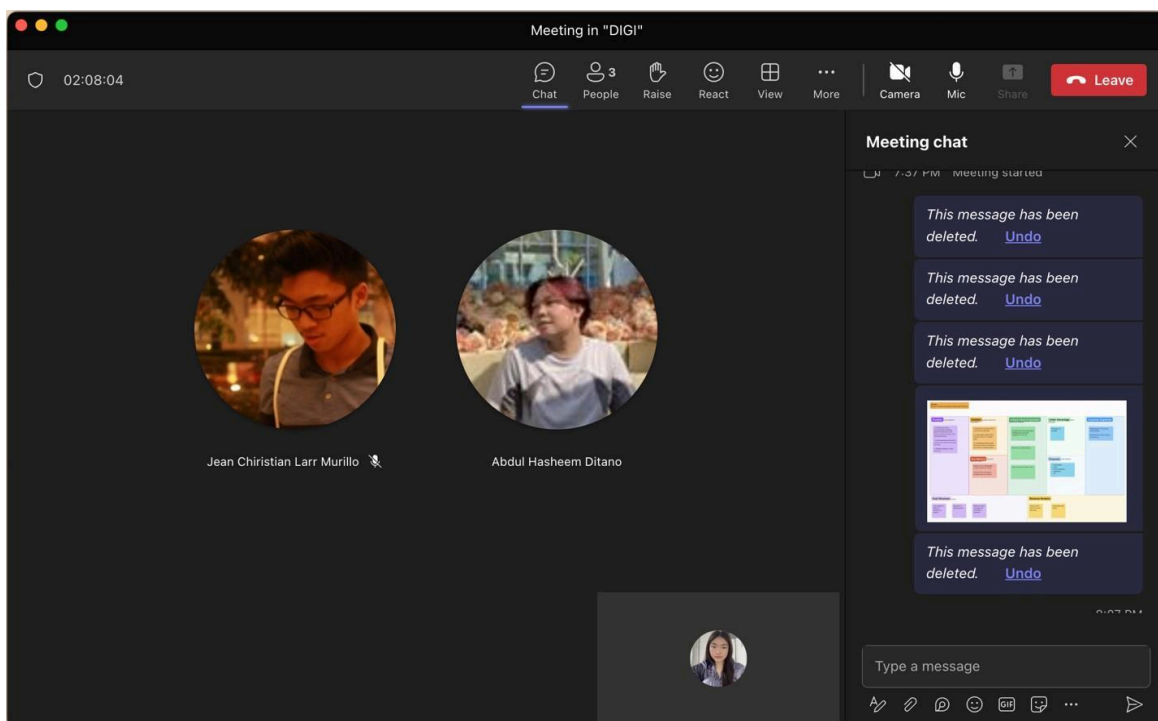 Meeting in "DIGI"
02:08:04
Chat
People 3
Raise
React
View
More
Camera
Mic
Share
Leave
Meeting chat
7:37 PM Meeting started
This message has been
deleted. Undo
This message has been
deleted. Undo
This message has been
deleted. Undo
This message has been
deleted. Undo
Jean Chiristian Larr Murillo
Abdul Hasheem Ditano
Type a message
GIF